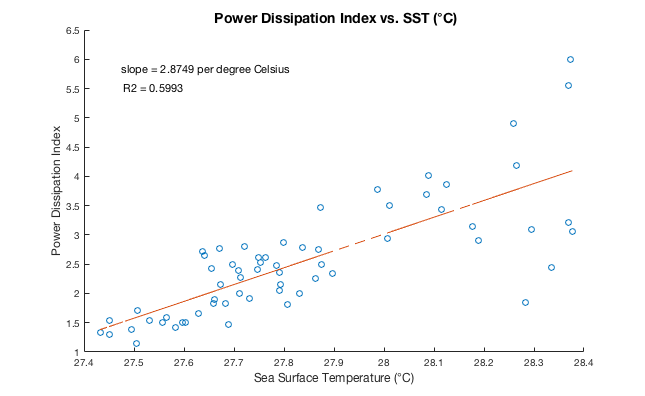 Power Dissipation Index vs. SST (°C)
slope = 2.8749 per degree Celsius
R2 = 0.5993
Power Dissipation Index
6.5
6
5.5
5
4.5
4
3.5
3
2.5
2
1.5
1
27.4 27.5 27.6 27.7 27.8 27.9 28 28.1 28.2 28.3 28.4
Sea Surface Temperature (°C)